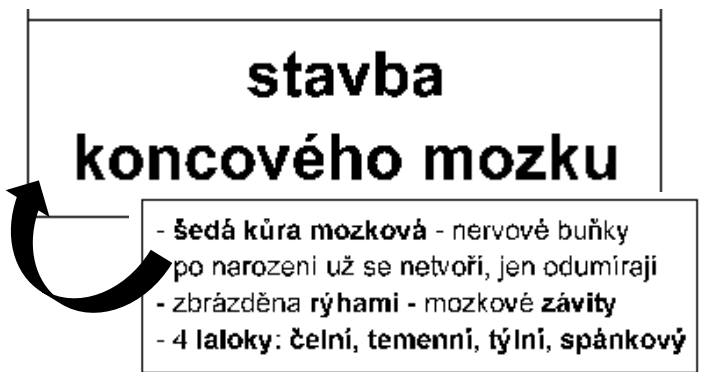 stavba
koncového mozku
- šedá kůra mozková - nervové buňky
po narození už se netvoří, jen odumírají
- zbrázděna rýhami - mozkové závity
- 4 laloky: čelní, temenní, týlní, spánkový